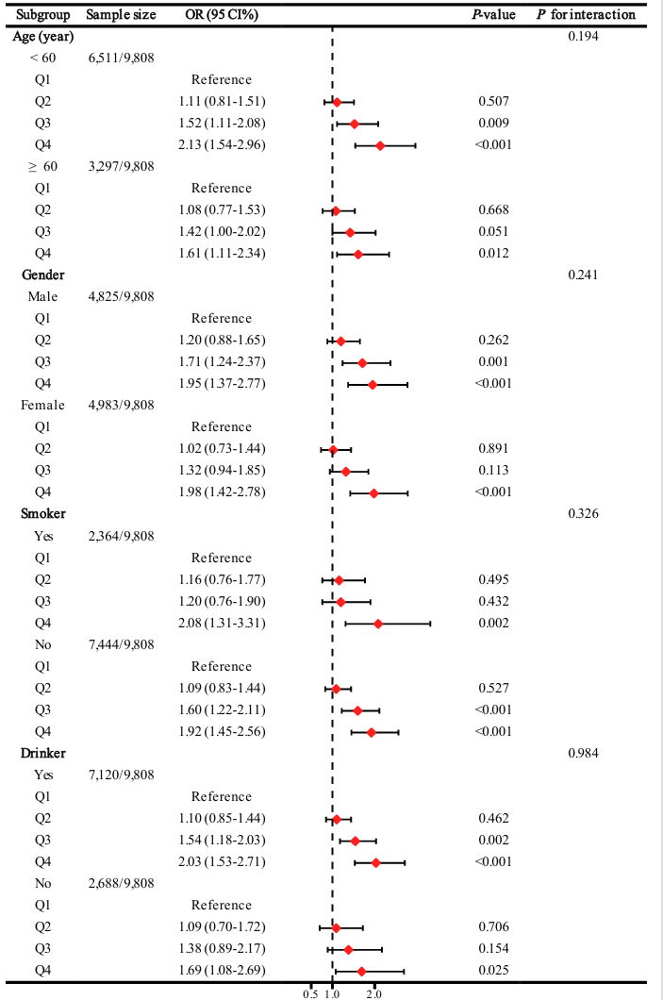 Subgroup Sample size OR (95 CI%) P-value P for interaction
Age (year) 0.194
< 60 6,511/9,808
Q1 Reference
Q2 1.11 (0.81-1.51) 0.507
Q3 1.52 (1.11-2.08) 0.009
Q4 2.13 (1.54-2.96) <0.001
≥ 60 3,297/9,808
Q1 Reference
Q2 1.08 (0.77-1.53) 0.668
Q3 1.42 (1.00-2.02) 0.051
Q4 1.61 (1.11-2.34) 0.012
Gender 0.241
Male 4,825/9,808
Q1 Reference
Q2 1.20 (0.88-1.65) 0.262
Q3 1.71 (1.24-2.37) 0.001
Q4 1.95 (1.37-2.77) <0.001
Female 4,983/9,808
Q1 Reference
Q2 1.02 (0.73-1.44) 0.891
Q3 1.32 (0.94-1.85) 0.113
Q4 1.98 (1.42-2.78) <0.001
Smoker 0.326
Yes 2,364/9,808
Q1 Reference
Q2 1.16 (0.76-1.77) 0.495
Q3 1.20 (0.76-1.90) 0.432
Q4 2.08 (1.31-3.31) 0.002
No 7,444/9,808
Q1 Reference
Q2 1.09 (0.83-1.44) 0.527
Q3 1.60 (1.22-2.11) <0.001
Q4 1.92 (1.45-2.56) <0.001
Drinker 0.984
Yes 7,120/9,808
Q1 Reference
Q2 1.10 (0.85-1.44) 0.462
Q3 1.54 (1.18-2.03) 0.002
Q4 2.03 (1.53-2.71) <0.001
No 2,688/9,808
Q1 Reference
Q2 1.09 (0.70-1.72) 0.706
Q3 1.38 (0.89-2.17) 0.154
Q4 1.69 (1.08-2.69) 0.025
0.5 1.0 2.0